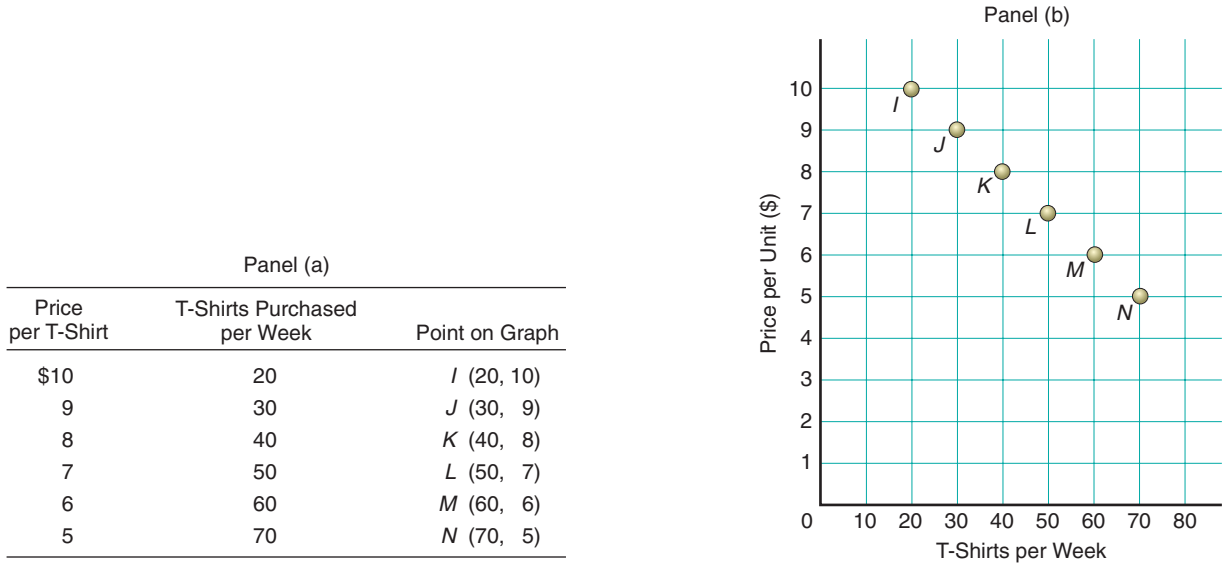 Panel (a)
Price per T-Shirt
T-Shirts Purchased per Week
Point on Graph
$10 20 I (20, 10)
9 30 J (30, 9)
8 40 K (40, 8)
7 50 L (50, 7)
6 60 M (60, 6)
5 70 N (70, 5)
Panel (b)
Price per Unit ($)
10
9
8
7
6
5
4
3
2
1
I
J
K
L
M
N
0 10 20 30 40 50 60 70 80
T-Shirts per Week